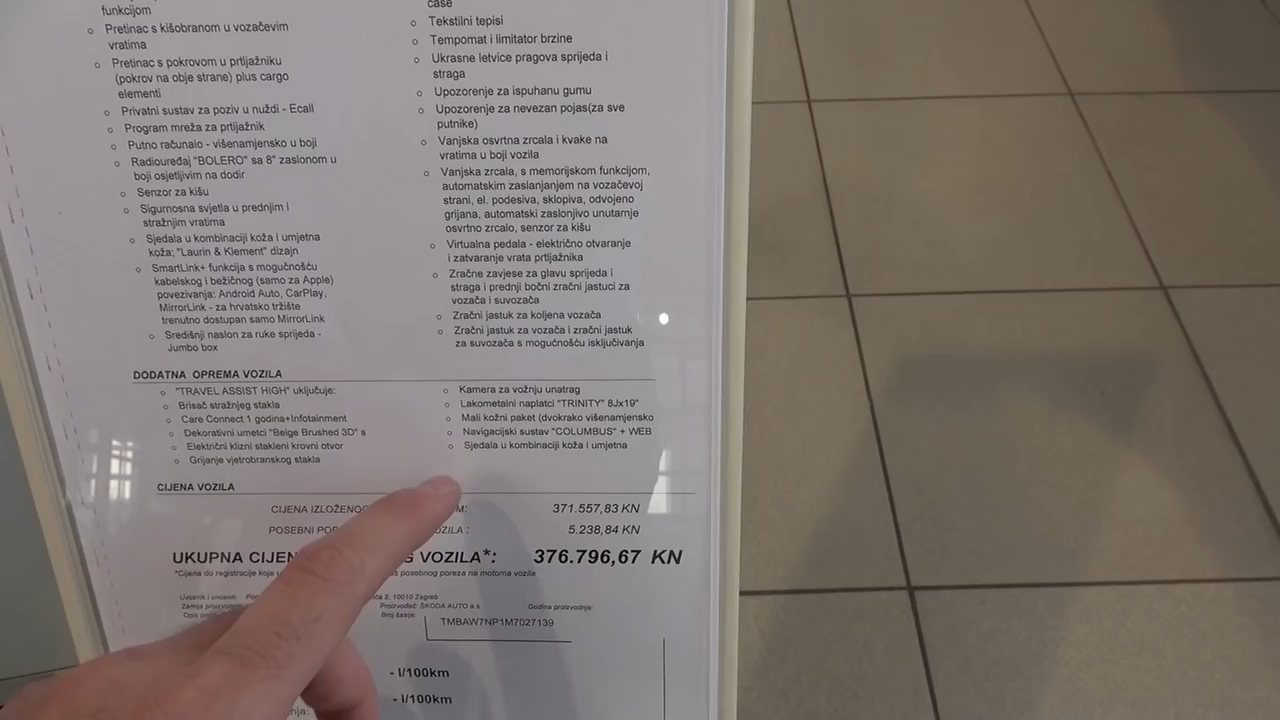 funkcijom
Pretinac s kišobranom u vozačevim
vratima
Pretinac s pokrovom u prtljažniku
(pokrov na obje strane) plus cargo
elementi
Privatni sustav za poziv u nuždi - Ecall
Program mreža za prtljažnik
Putno računalo - višenamjensko u boji
Radiouređaj "BOLERO" sa 8" zaslonom u
boji osjetljivim na dodir
Senzor za kišu
Sigurnosna svjetla u prednjim i
stražnjim vratima
Sjedala u kombinaciji koža i umjetna
koža; "Laurin & Klement" dizajn
SmartLink+ funkcija s mogućnošću
kabelskog i bežičnog (samo za Apple)
povezivanja: Android Auto, CarPlay,
MirrorLink - za hrvatsko tržište
trenutno dostupan samo MirrorLink
Središnji naslon za ruke sprijeda -
Jumbo box
case
Tekstilni tepisi
Tempomat i limitator brzine
Ukrasne letvice pragova sprijeda i
straga
Upozorenje za ispuhanu gumu
Upozorenje za nevezan pojas(za sve
putnike)
Vanjska osvrtna zrcala i kvake na
vratima u boji vozila
Vanjska zrcala, s memorijskom funkcijom,
automatskim zaslanjanjem na vozačevoj
strani, el. podesiva, sklopiva, odvojeno
grijana, automatski zaslonjivo unutarnje
osvrtno zrcalo, senzor za kišu
Virtualna pedala - električno otvaranje
i zatvaranje vrata prtljažnika
Zračne zavjese za glavu sprijeda i
straga i prednji bočni zračni jastuci za
vozača i suvozača
Zračni jastuk za koljena vozača
Zračni jastuk za vozača i zračni jastuk
za suvozača s mogućnošću isključivanja
DODATNA OPREMA VOZILA
"TRAVEL ASSIST HIGH" uključuje:
Brisač stražnjeg stakla
Care Connect 1 godina+Infotainment
Dekorativni umetci "Beige Brushed 3D" s
Električni klizni stakleni krovni otvor
Grijanje vjetrobranskog stakla
Kamera za vožnju unatrag
Lakometalni naplatci "TRINITY" 8Jx19"
Mali kožni paket (dvokrako višenamjensko
Navigacijski sustav "COLUMBUS" + WEB
Sjedala u kombinaciji koža i umjetna
CIJENA VOZILA
CIJENA 371.557,83 KN
POSEBNI 5.238,84 KN
UKUPNA VOZILA*: 376.796,67 KN
*Cijena do registracije posebnog poreza na motorna vozila
Uvoznik i 2, 10010 Zagreb
Zemlja Proizvođač: ŠKODA AUTO a.s Godina proizvodnje:
Broj šasije: TMBAW7NP1M7027139
- l/100km
- l/100km